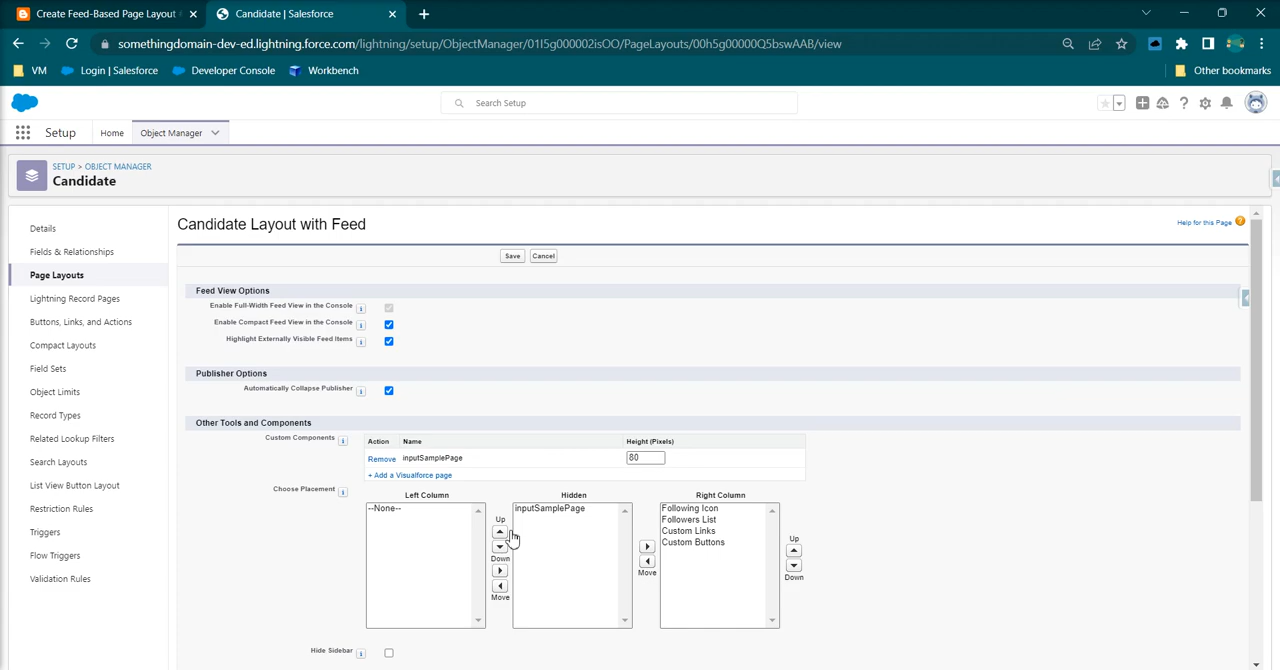 Create Feed-Based Page Layout
Candidate | Salesforce
somethingdomain-dev-ed.lightning.force.com/lightning/setup/ObjectManager/01I5g000002isOO/PageLayouts/00h5g00000Q5bswAAB/view
VM
Login | Salesforce
Developer Console
Workbench
Other bookmarks
Search Setup
Setup
Home
Object Manager
SETUP > OBJECT MANAGER
Candidate
Details
Fields & Relationships
Page Layouts
Lightning Record Pages
Buttons, Links, and Actions
Compact Layouts
Field Sets
Object Limits
Record Types
Related Lookup Filters
Search Layouts
List View Button Layout
Restriction Rules
Triggers
Flow Triggers
Validation Rules
Candidate Layout with Feed
Help for this Page
Save Cancel
Feed View Options
Enable Full-Width Feed View in the Console
Enable Compact Feed View in the Console
Highlight Externally Visible Feed Items
Publisher Options
Automatically Collapse Publisher
Other Tools and Components
Custom Components
Action Name Height (Pixels)
Remove inputSamplePage 80
+ Add a Visualforce page
Choose Placement
Left Column Hidden Right Column
--None--
Up
Down
Move
inputSamplePage
Move
Following Icon
Followers List
Custom Links
Custom Buttons
Up
Down
Hide Sidebar